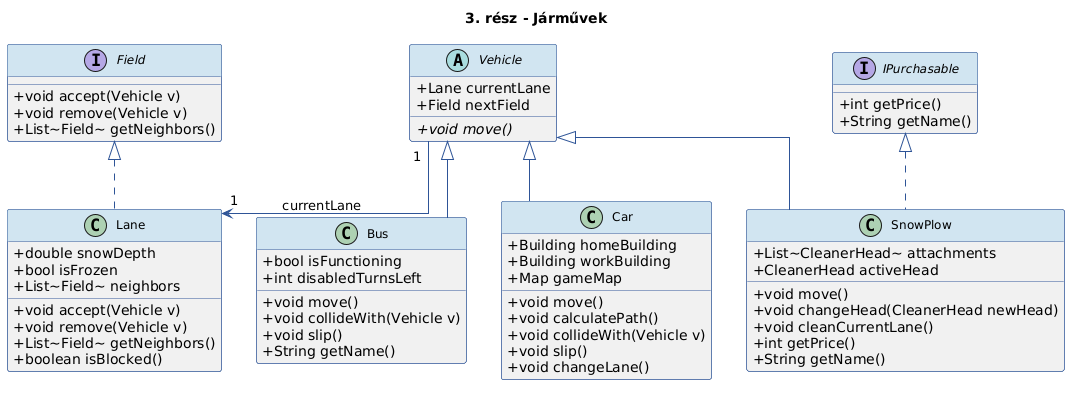 3. rész - Járművek
I Field
+void accept(Vehicle v)
+void remove(Vehicle v)
+List~Field~ getNeighbors()
A Vehicle
+Lane currentLane
+Field nextField
+void move()
I IPurchasable
+int getPrice()
+String getName()
1
1
currentLane
C Lane
+double snowDepth
+bool isFrozen
+List~Field~ neighbors
+void accept(Vehicle v)
+void remove(Vehicle v)
+List~Field~ getNeighbors()
+boolean isBlocked()
C Bus
+bool isFunctioning
+int disabledTurnsLeft
+void move()
+void collideWith(Vehicle v)
+void slip()
+String getName()
C Car
+Building homeBuilding
+Building workBuilding
+Map gameMap
+void move()
+void calculatePath()
+void collideWith(Vehicle v)
+void slip()
+void changeLane()
C SnowPlow
+List~CleanerHead~ attachments
+CleanerHead activeHead
+void move()
+void changeHead(CleanerHead newHead)
+void cleanCurrentLane()
+int getPrice()
+String getName()